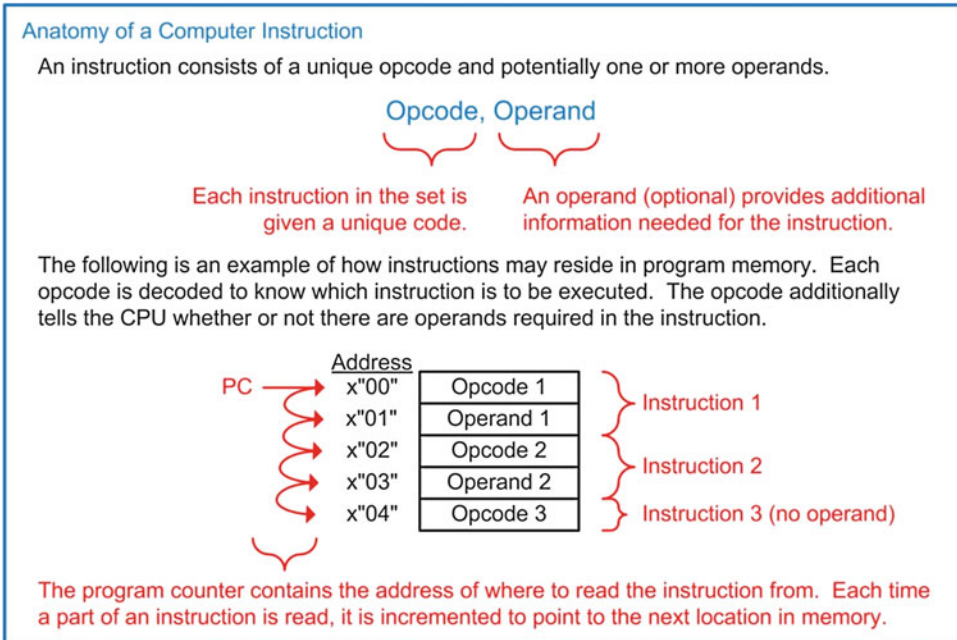 Anatomy of a Computer Instruction
An instruction consists of a unique opcode and potentially one or more operands.
Opcode, Operand
Each instruction in the set is
given a unique code.
An operand (optional) provides additional
information needed for the instruction.
The following is an example of how instructions may reside in program memory.  Each
opcode is decoded to know which instruction is to be executed.  The opcode additionally
tells the CPU whether or not there are operands required in the instruction.
Address
PC x"00" Opcode 1
x"01" Operand 1
Instruction 1
x"02" Opcode 2
x"03" Operand 2
Instruction 2
x"04" Opcode 3 Instruction 3 (no operand)
The program counter contains the address of where to read the instruction from.  Each time
a part of an instruction is read, it is incremented to point to the next location in memory.